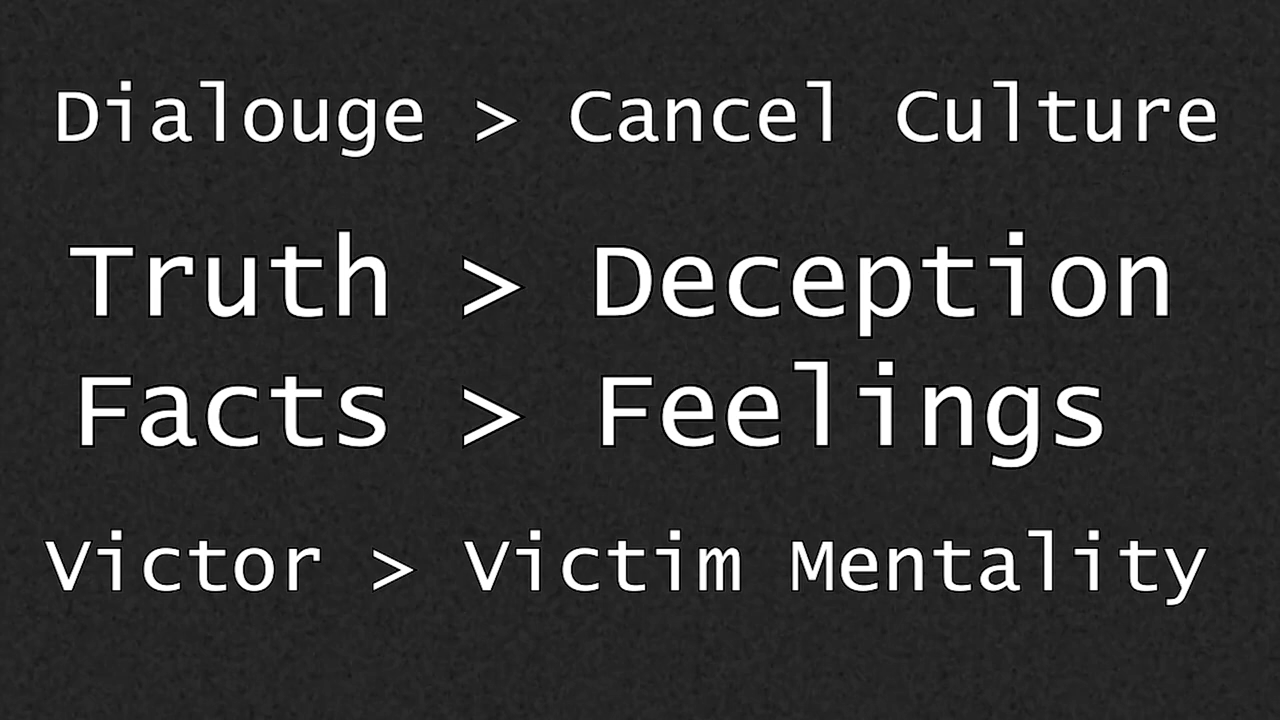 Dialouge > Cancel Culture
Truth > Deception
Facts > Feelings
Victor > Victim Mentality